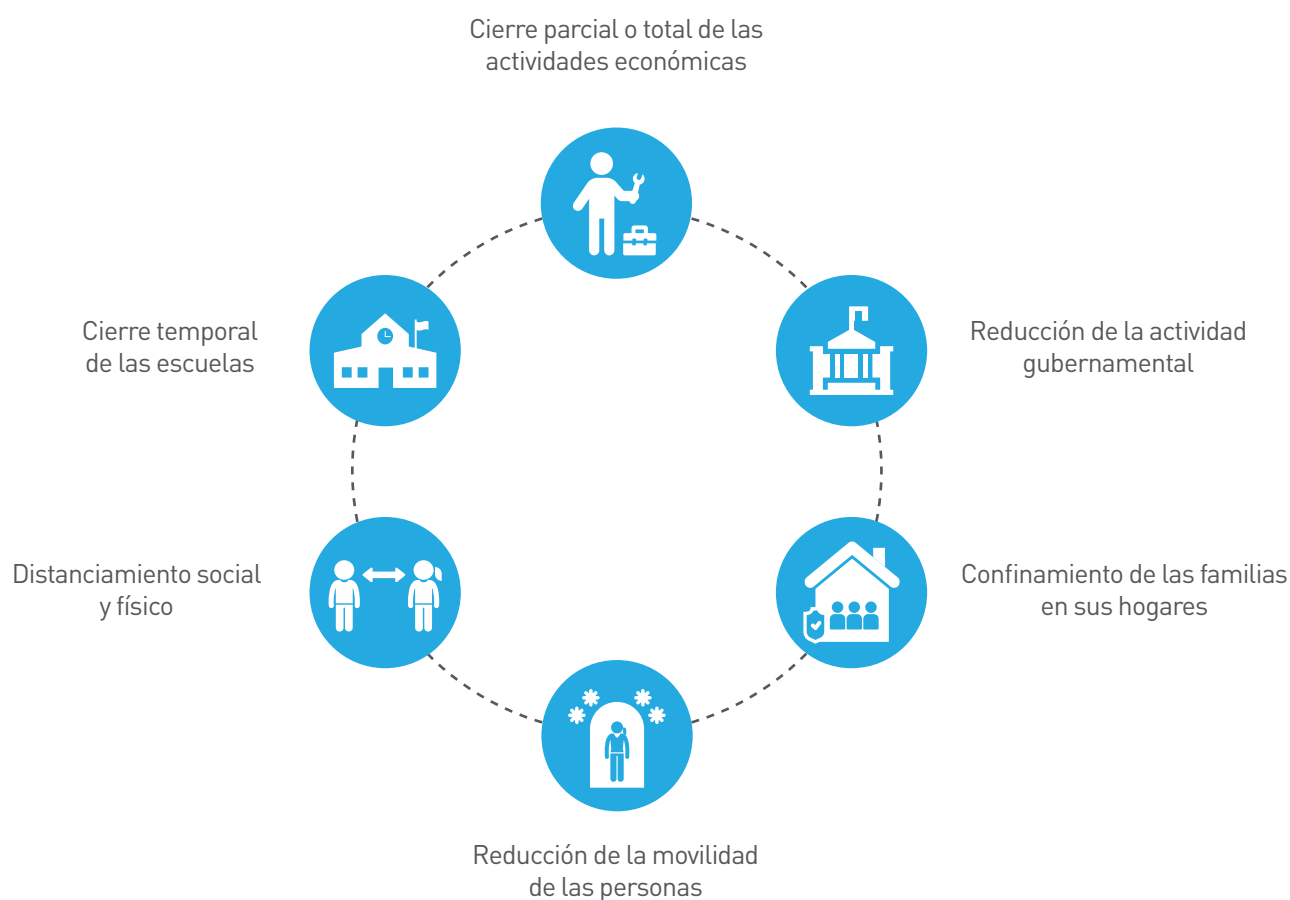 Cierre parcial o total de las
actividades económicas
Cierre temporal
de las escuelas
Reducción de la actividad
gubernamental
Distanciamiento social
y físico
Confinamiento de las familias
en sus hogares
Reducción de la movilidad
de las personas